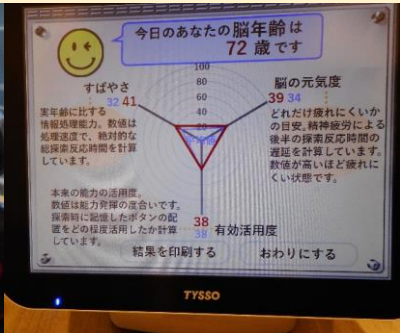 今日のあなたの脳年齢は
72 歳です
100
80
60
40
20
すばやさ
32 41
実年齢に比する
情報処理能力。数値は
処理速度で、絶対的な
総探索反応時間を計算
しています。
脳の元気度
39 34
どれだけ疲れにくいか
の目安。精神疲労による
後半の探索反応時間の
遅延を計算しています。
数値が高いほど疲れに
くい状態です。
本来の能力の活用度。
数値は能力発揮の度合いです。
探索時に記憶したボタンの配
置をどの程度活用したか計算
しています。
38
38 有効活用度
結果を印刷する
おわりにする
TYSSO